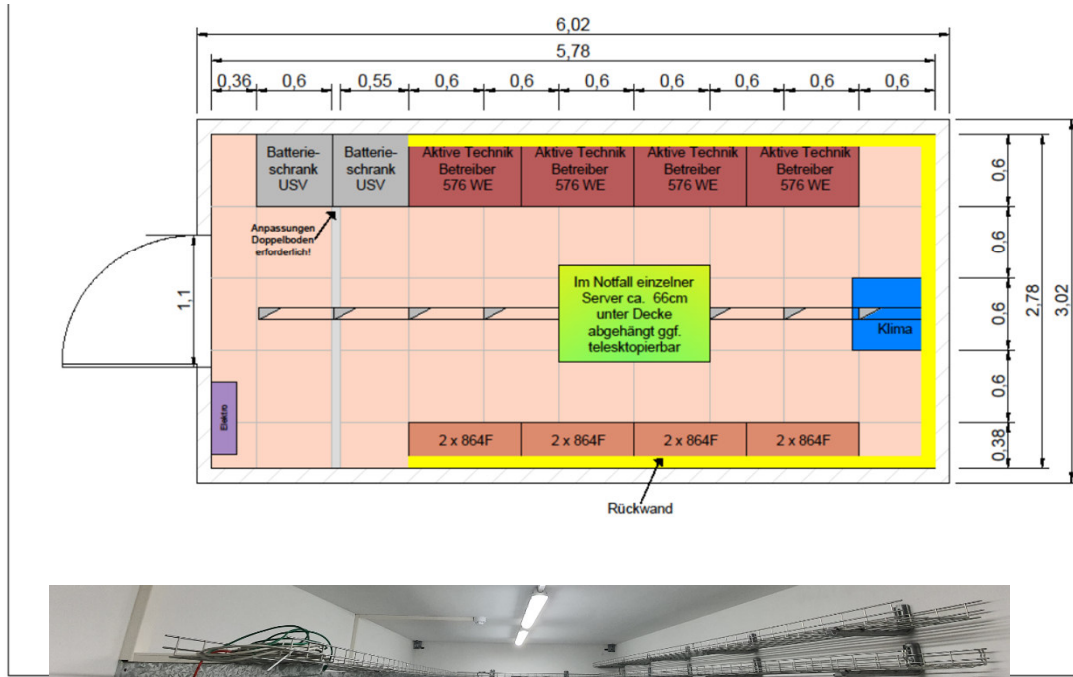 6,02
5,78
0,36 0,6 0,55 0,6 0,6 0,6 0,6 0,6 0,6 0,6
Batterie-
schrank
USV
Batterie-
schrank
USV
Aktive Technik
Betreiber
576 WE
Aktive Technik
Betreiber
576 WE
Aktive Technik
Betreiber
576 WE
Aktive Technik
Betreiber
576 WE
Anpassungen
Doppelboden
erforderlich!
Im Notfall einzelner
Server ca. 66cm
unter Decke
abgehängt ggf.
telesktopierbar
Klima
1,1
Elektro
2 x 864F
2 x 864F
2 x 864F
2 x 864F
Rückwand
0,6
0,6
0,6
0,6
0,38
2,78
3,02